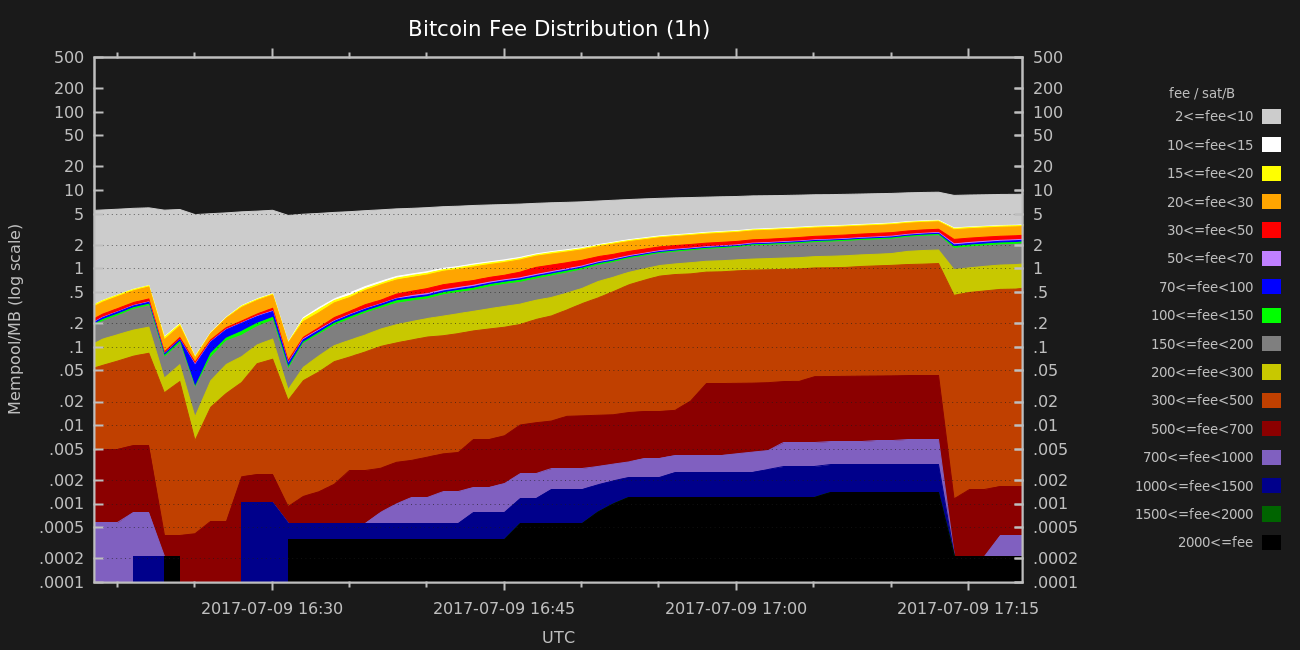 Bitcoin Fee Distribution (1h)
Mempool/MB (log scale)
500
200
100
50
20
10
5
2
1
.5
.2
.1
.05
.02
.01
.005
.002
.001
.0005
.0002
.0001
500
200
100
50
20
10
5
2
1
.5
.2
.1
.05
.02
.01
.005
.002
.001
.0005
.0002
.0001
2017-07-09 16:30 2017-07-09 16:45 2017-07-09 17:00 2017-07-09 17:15
UTC
fee / sat/B
2<=fee<10
10<=fee<15
15<=fee<20
20<=fee<30
30<=fee<50
50<=fee<70
70<=fee<100
100<=fee<150
150<=fee<200
200<=fee<300
300<=fee<500
500<=fee<700
700<=fee<1000
1000<=fee<1500
1500<=fee<2000
2000<=fee